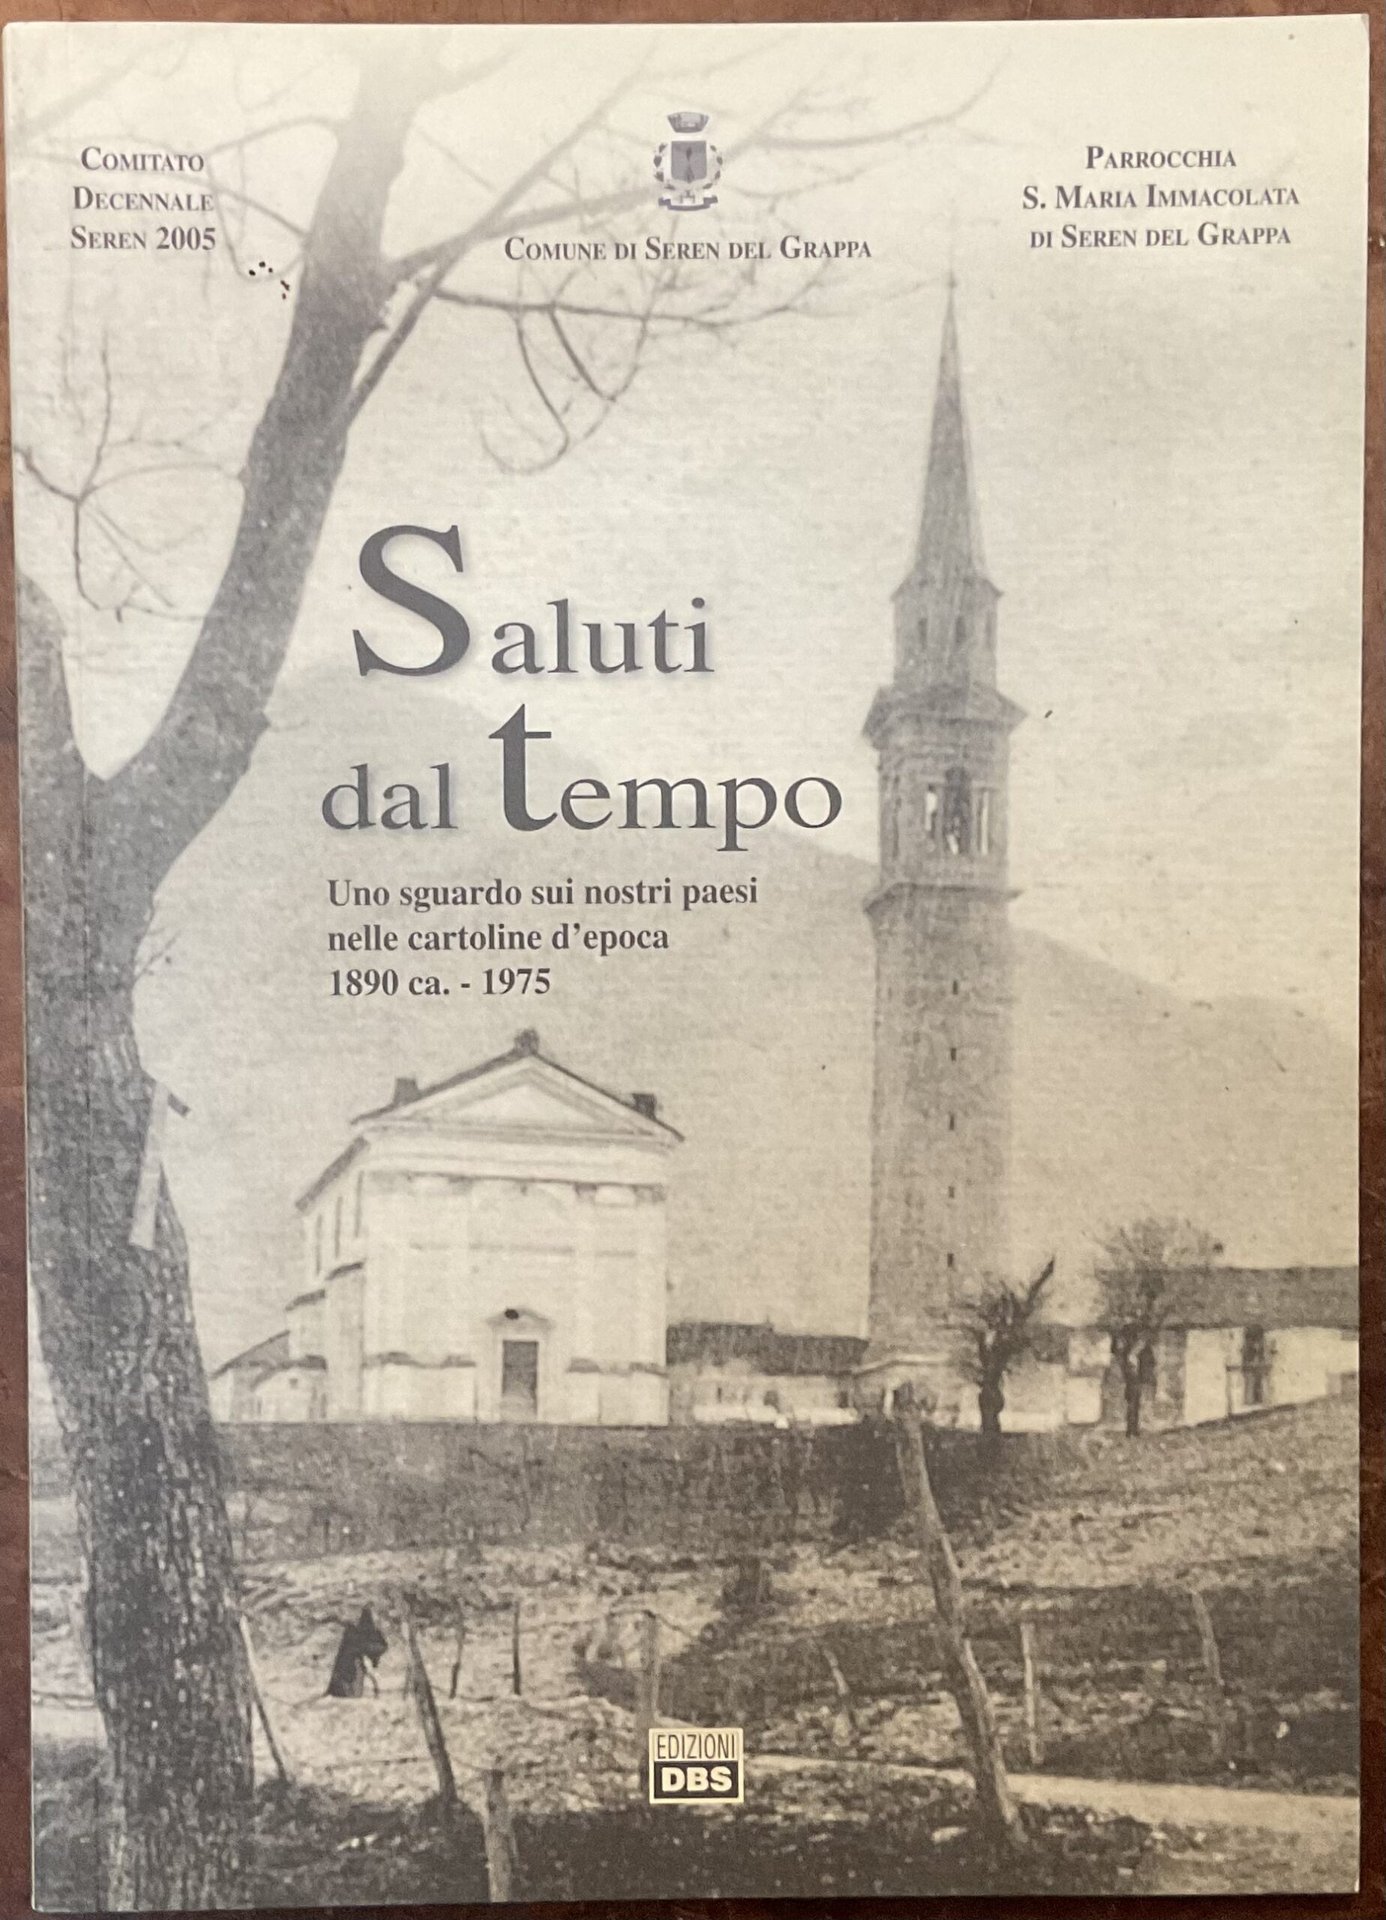 COMITATO
DECENNALE
SEREN 2005
COMUNE DI SEREN DEL GRAPPA
PARROCCHIA
S. MARIA IMMACOLATA
DI SEREN DEL GRAPPA
Saluti
dal tempo
Uno sguardo sui nostri paesi
nelle cartoline d'epoca
1890 ca. - 1975
EDIZIONI
DBS